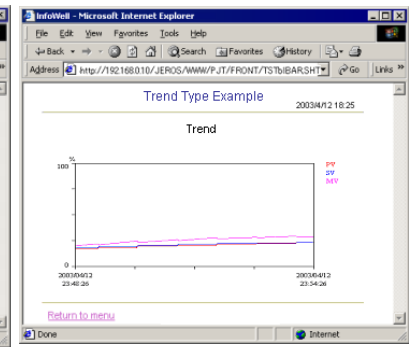 InfoWell - Microsoft Internet Explorer
File Edit View Favorites Tools Help
Back Search Favorites History
Address http://192.168.0.10/JEROS/WWW/PJT/FRONT/TSTblBAR.SHT Go Links »
Trend Type Example
2003/4/12 18:25
Trend
%
100
PV
SV
MV
0
2003/04/12
23:48:26
2003/04/12
23:54:26
Return to menu
Done Internet